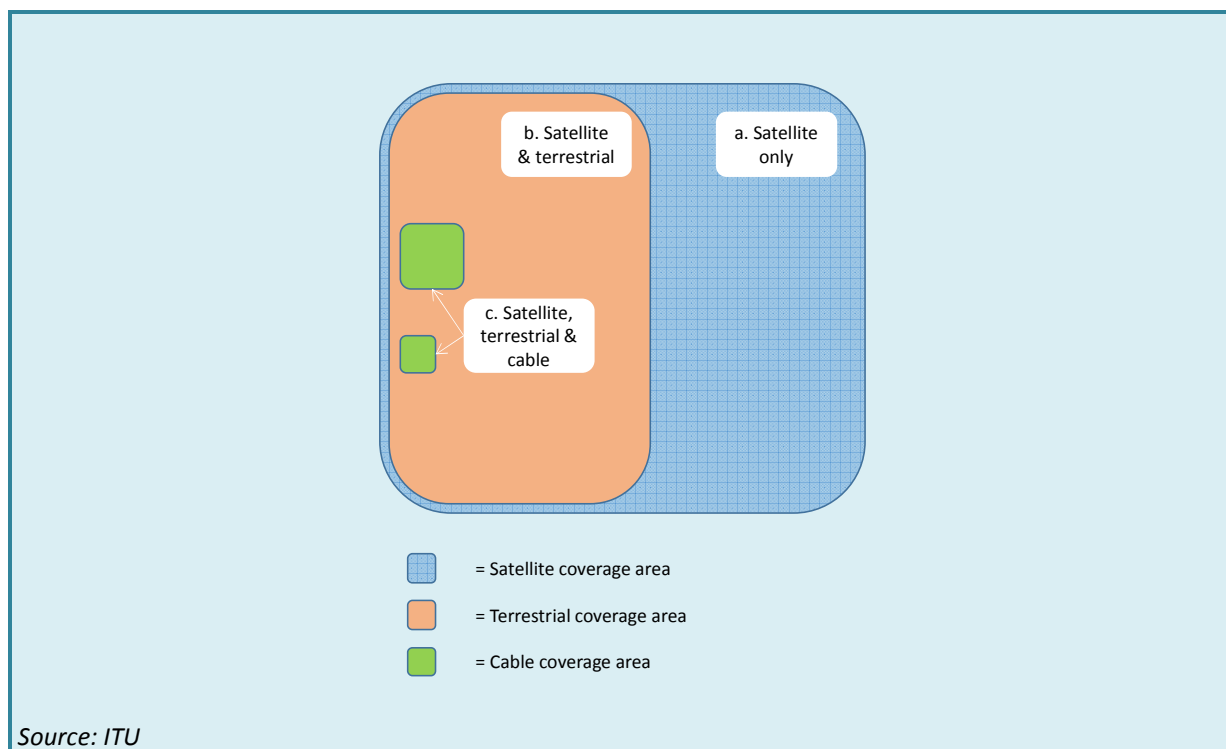 b. Satellite
& terrestrial
a. Satellite
only
c. Satellite,
terrestrial &
cable
= Satellite coverage area
= Terrestrial coverage area
= Cable coverage area
Source: ITU